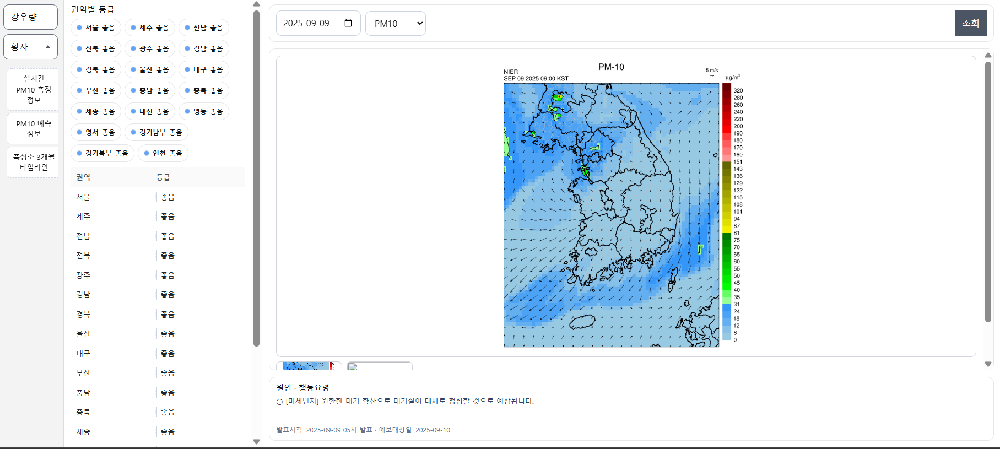 강우량
황사
실시간
PM10 측정
정보
PM10 예측
정보
측정소 3개월
타임라인
권역별 등급
서울 좋음
제주 좋음
전남 좋음
전북 좋음
광주 좋음
경남 좋음
경북 좋음
울산 좋음
대구 좋음
부산 좋음
충남 좋음
충북 좋음
세종 좋음
대전 좋음
영동 좋음
영서 좋음
경기남부 좋음
경기북부 좋음
인천 좋음
권역 등급
서울 좋음
제주 좋음
전남 좋음
전북 좋음
광주 좋음
경남 좋음
경북 좋음
울산 좋음
대구 좋음
부산 좋음
충남 좋음
충북 좋음
세종 좋음
2025-09-09
PM10
조회
PM-10
NIER
SEP 09 2025 09:00 KST
5 m/s
µg/m³
320
280
260
240
220
200
190
180
170
160
151
143
136
129
122
115
108
101
94
87
81
75
70
65
60
55
50
45
40
35
31
24
18
12
6
0
원인 · 행동요령
○ [미세먼지] 원활한 대기 확산으로 대기질이 대체로 청정할 것으로 예상됩니다.
-
발표시각: 2025-09-09 05시 발표 · 예보대상일: 2025-09-10